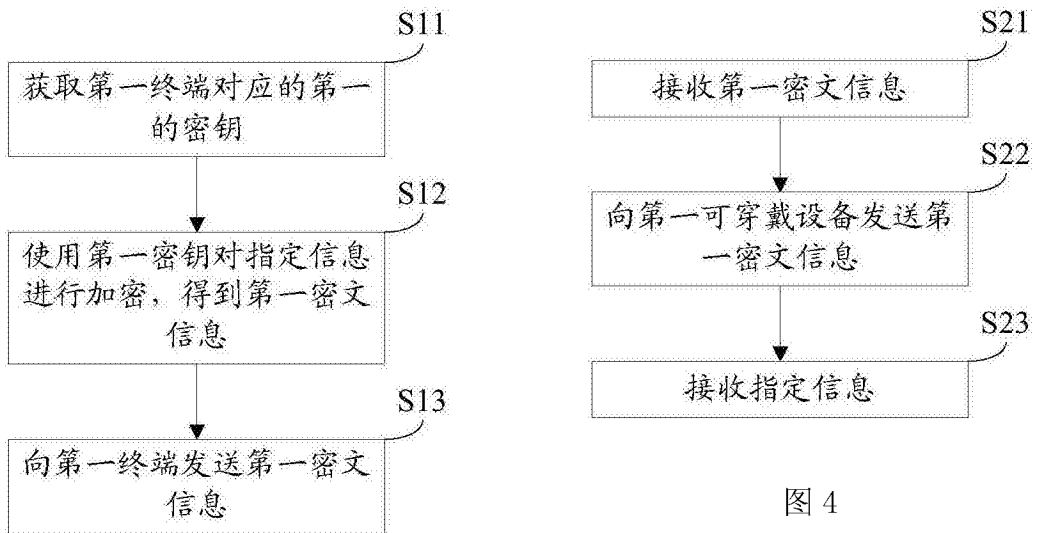 S11
获取第一终端对应的第一
的密钥
S12
使用第一密钥对指定信息
进行加密，得到第一密文
信息
S13
向第一终端发送第一密文
信息
S21
接收第一密文信息
S22
向第一可穿戴设备发送第
一密文信息
S23
接收指定信息
图4